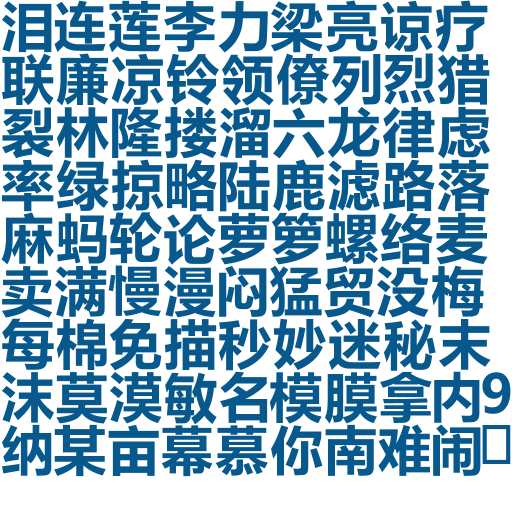 泪连莲李力梁亮谅疗
联廉凉铃领僚列烈猎
裂林隆搂溜六龙律虑
率绿掠略陆鹿滤路落
麻蚂轮论萝箩螺络麦
卖满慢漫闷猛贸没梅
每棉免描秒妙迷秘末
沫莫漠敏名模膜拿内9
纳某亩幕慕你南难闹